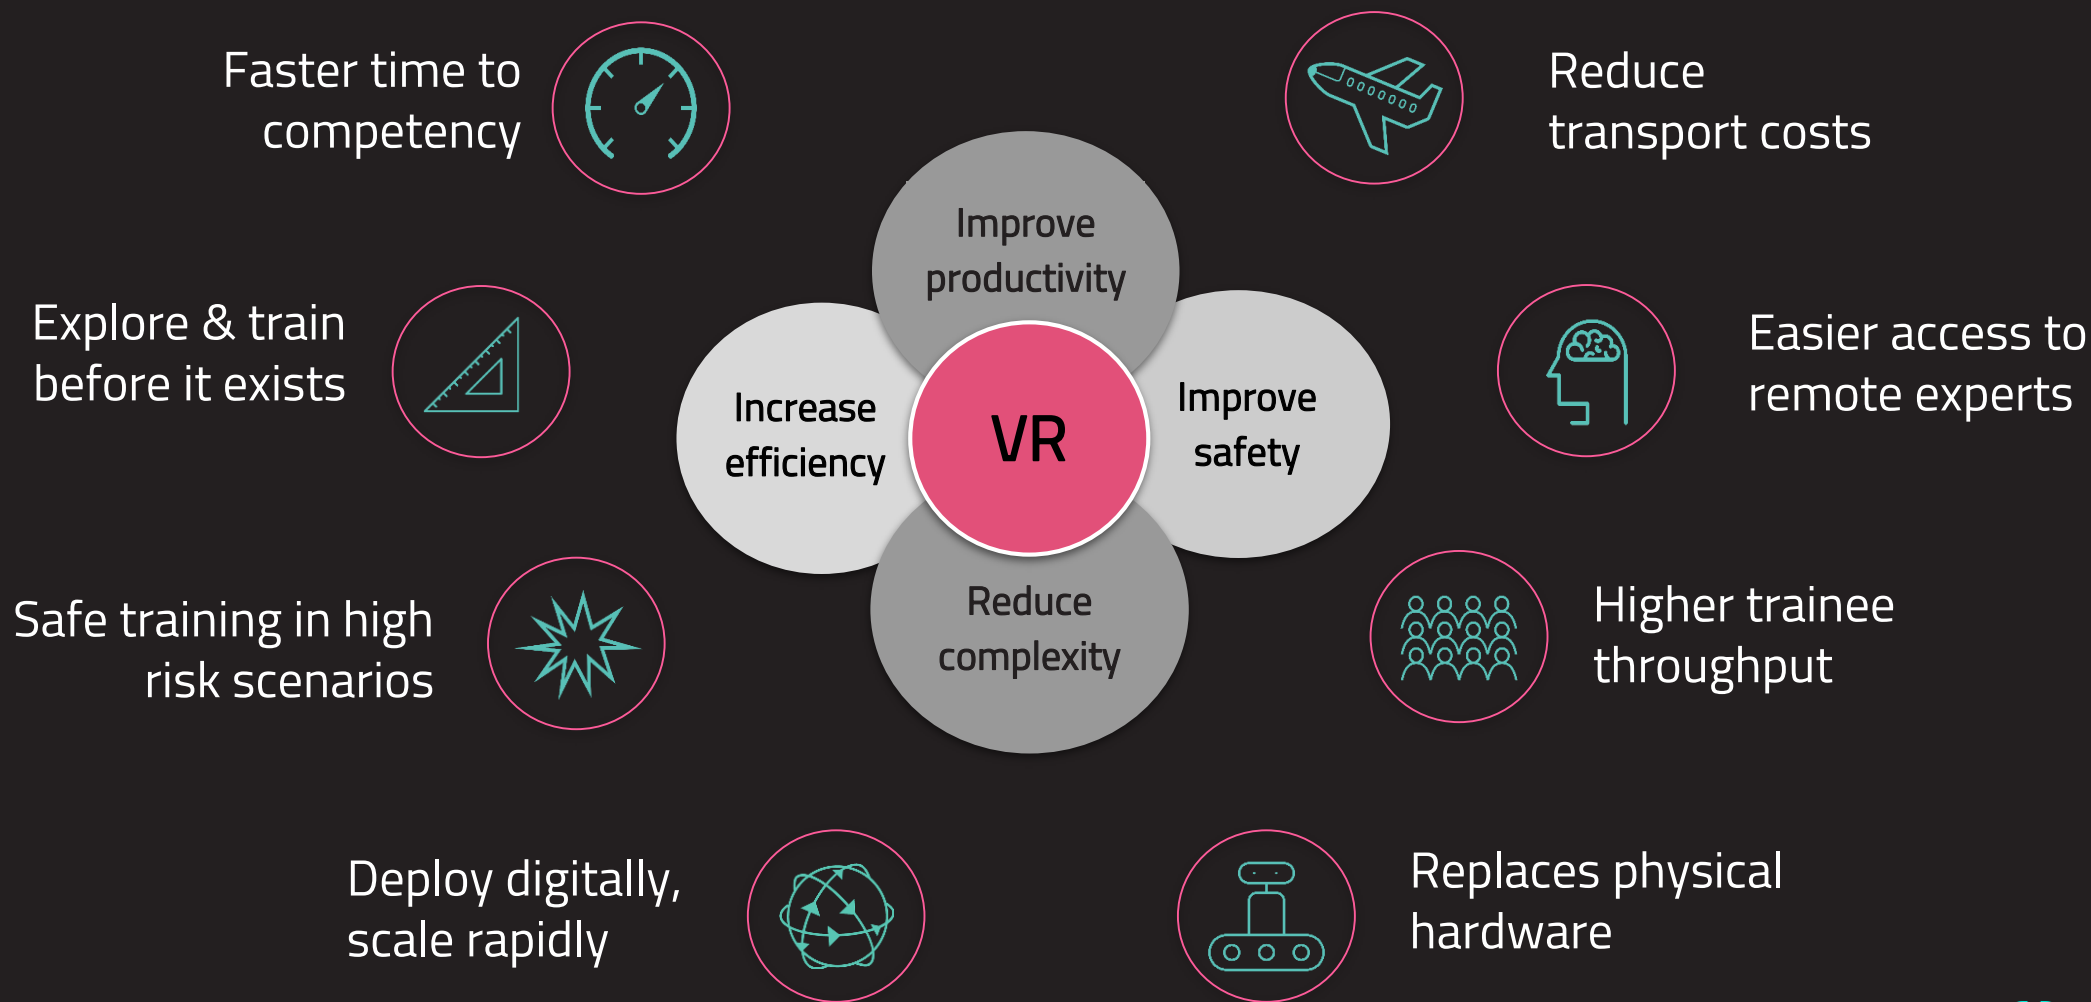 Faster time to
competency
Reduce
transport costs
Improve
productivity
Explore & train
before it exists
Easier access to
remote experts
Increase
efficiency
VR
Improve
safety
Safe training in high
risk scenarios
Reduce
complexity
Higher trainee
throughput
Deploy digitally,
scale rapidly
Replaces physical
hardware